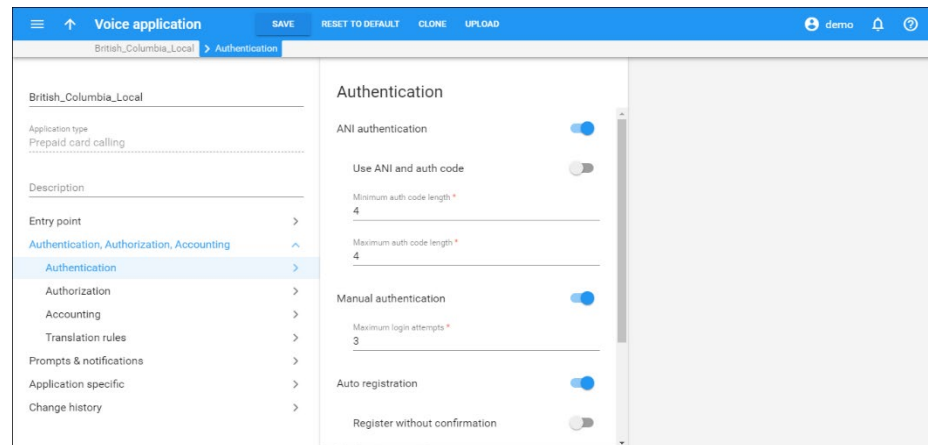 Voice application
SAVE
RESET TO DEFAULT
CLONE
UPLOAD
demo
British_Columbia_Local
Authentication
British_Columbia_Local
Application type
Prepaid card calling
Description
Entry point
Authentication, Authorization, Accounting
Authentication
Authorization
Accounting
Translation rules
Prompts & notifications
Application specific
Change history
Authentication
ANI authentication
Use ANI and auth code
Minimum auth code length *
4
Maximum auth code length *
4
Manual authentication
Maximum login attempts *
3
Auto registration
Register without confirmation